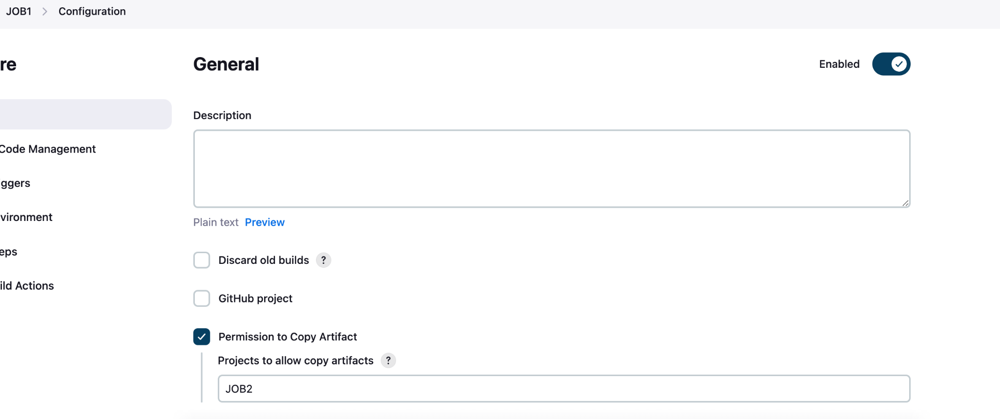 JOB1 > Configuration
re
General
Enabled
Description
Code Management
ggers
vironment
Plain text Preview
eps
Discard old builds ?
ild Actions
GitHub project
Permission to Copy Artifact
Projects to allow copy artifacts ?
JOB2